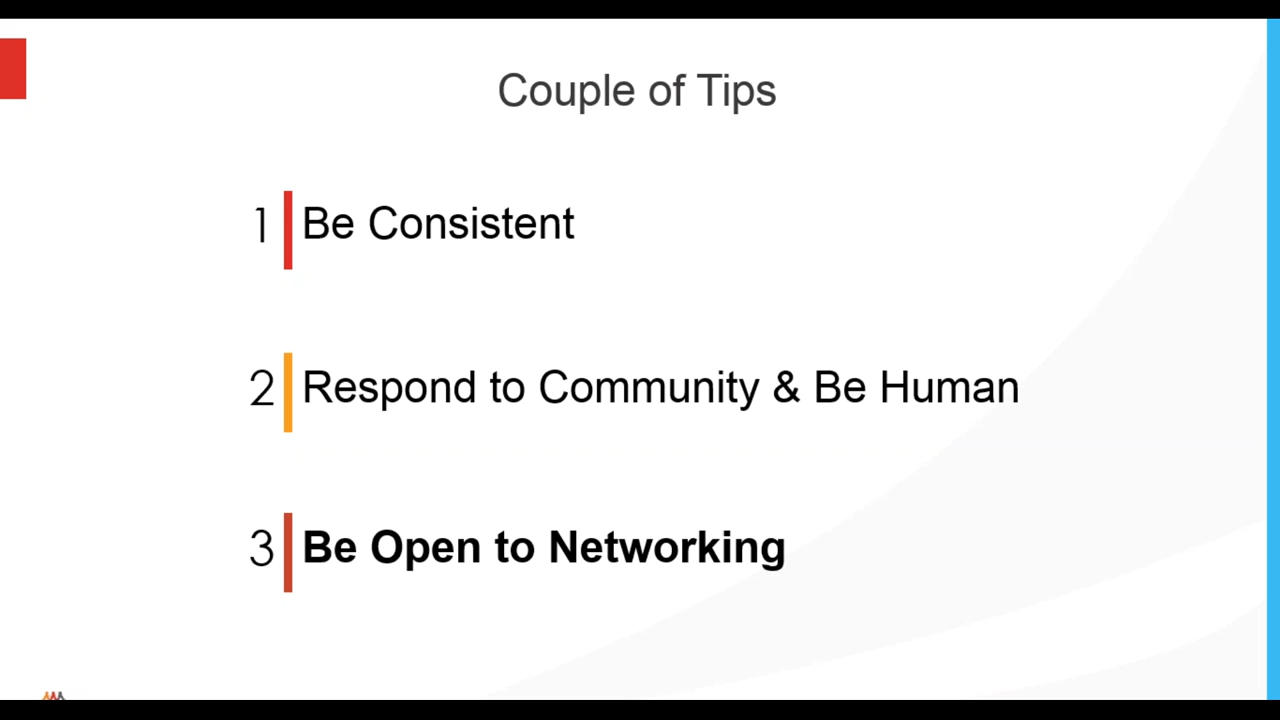 Couple of Tips
1 Be Consistent
2 Respond to Community & Be Human
3 Be Open to Networking